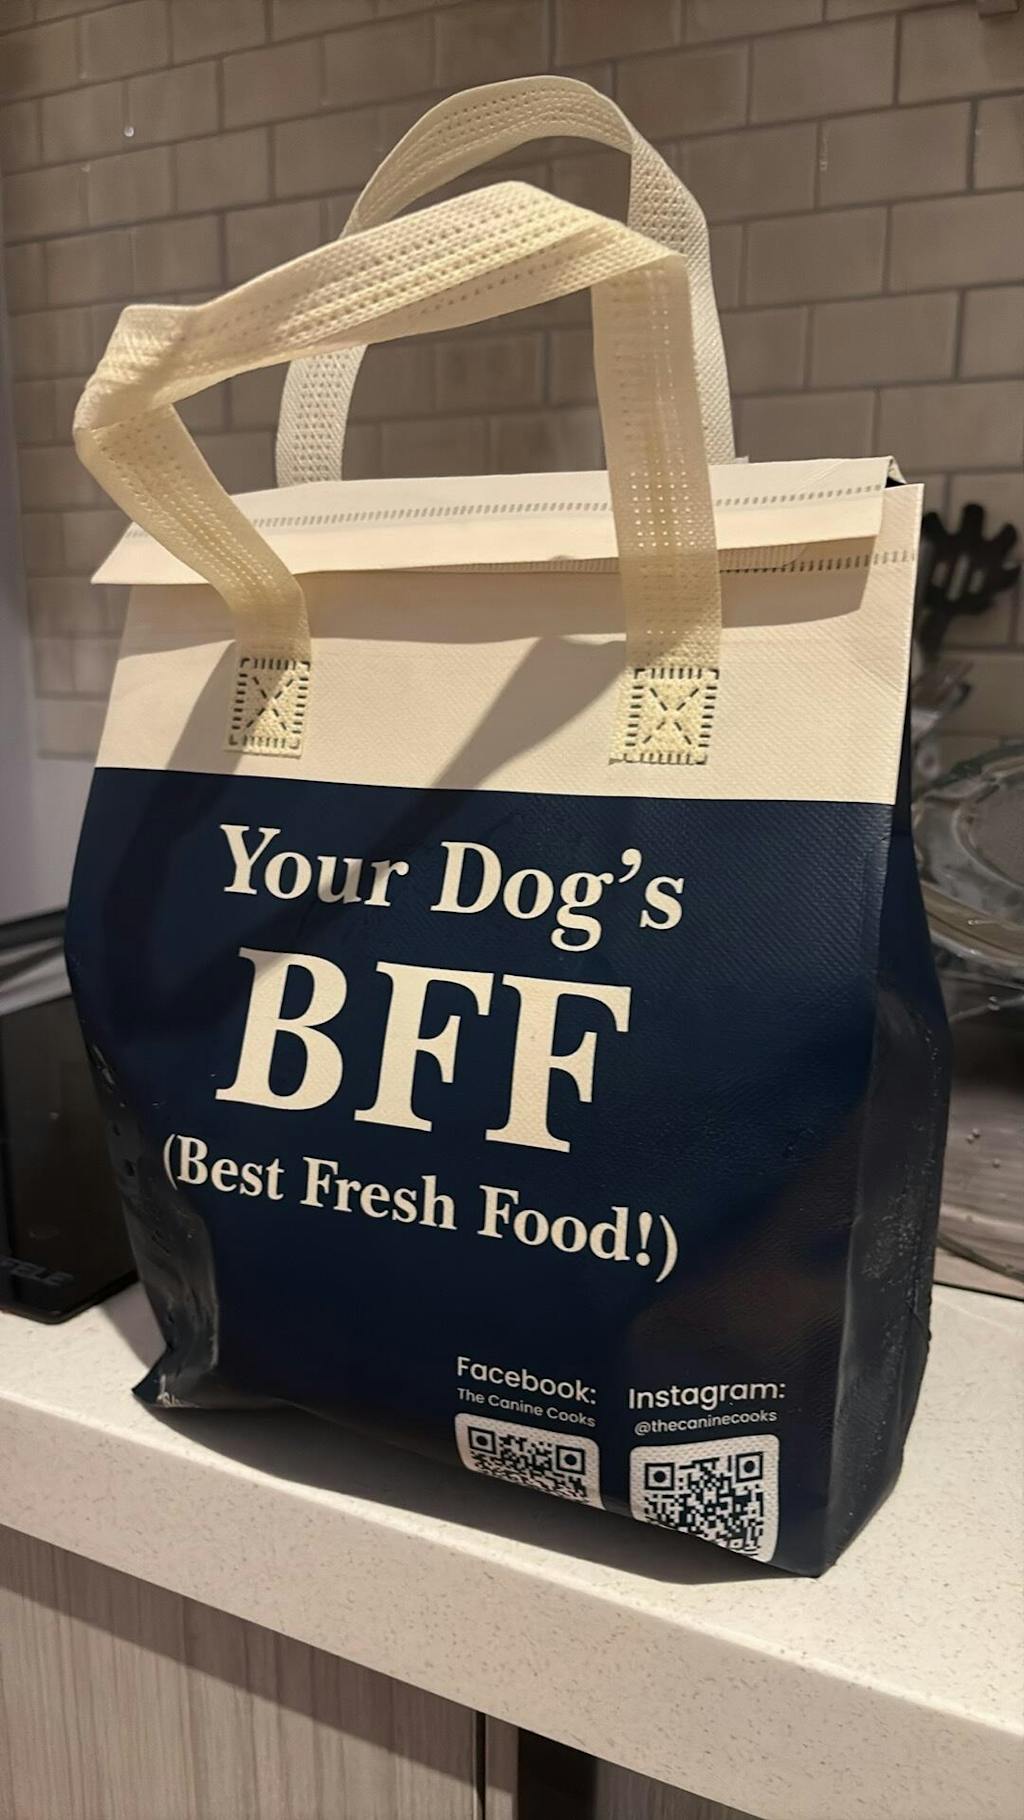 Your Dog's
BFF
(Best Fresh Food!)
Facebook:
The Canine Cooks
Instagram:
@thecaninecooks